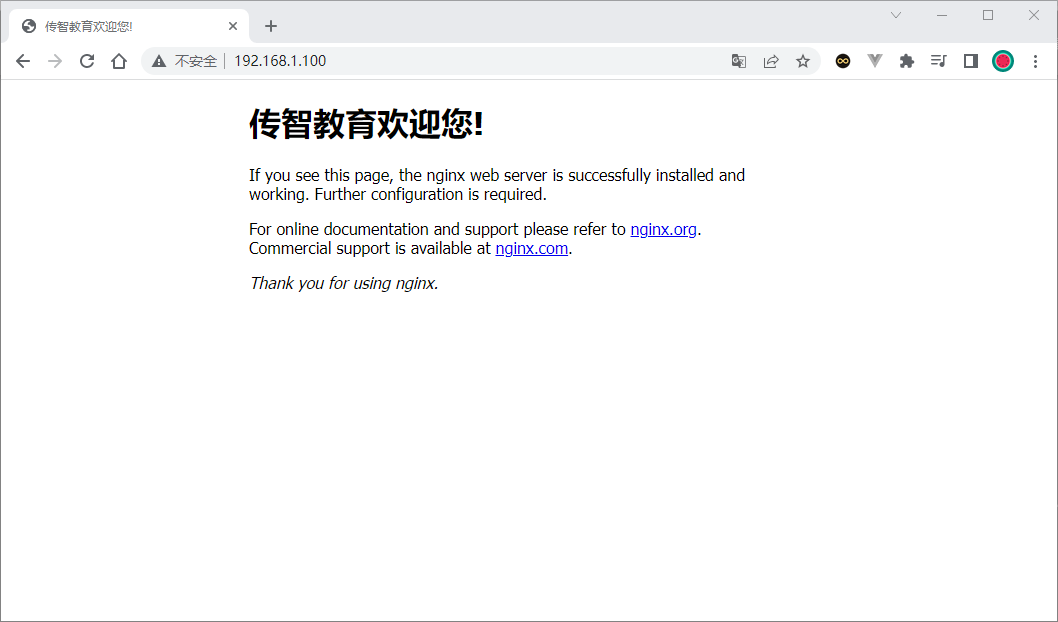 传智教育欢迎您!
不安全 192.168.1.100
传智教育欢迎您!
If you see this page, the nginx web server is successfully installed and
working. Further configuration is required.
For online documentation and support please refer to nginx.org.
Commercial support is available at nginx.com.
Thank you for using nginx.